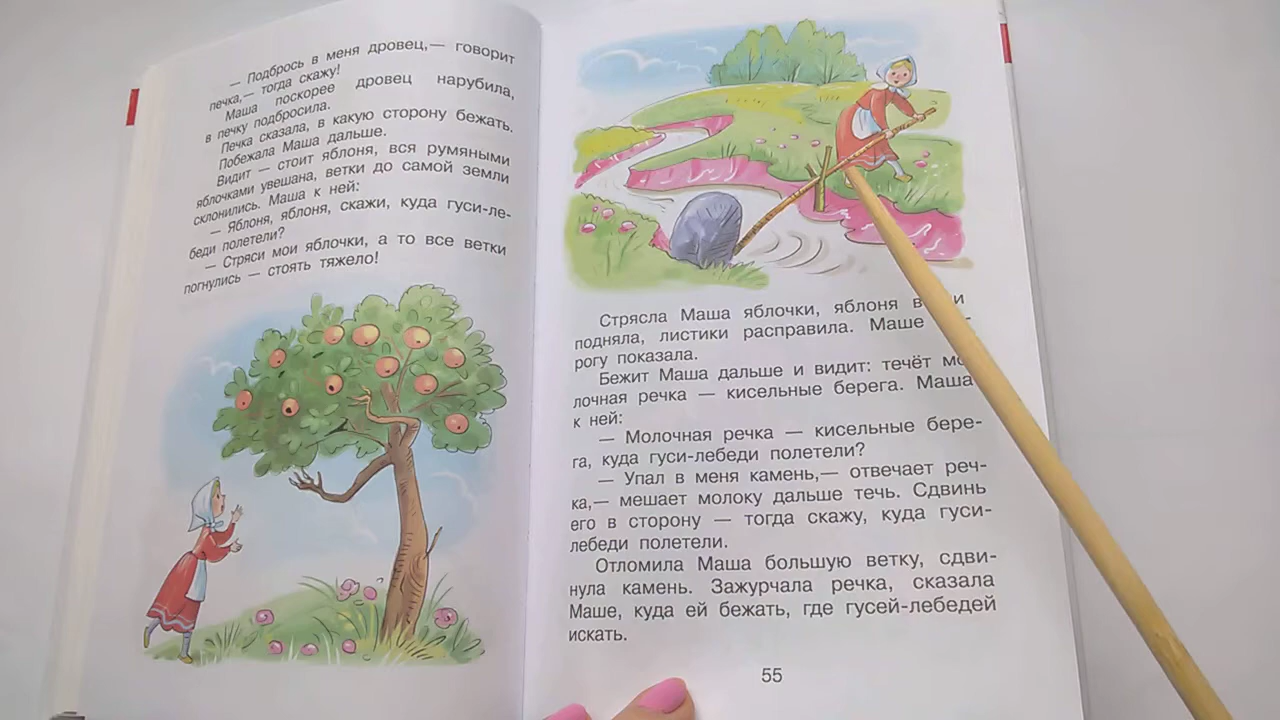 — Подбрось в меня дровец,— говорит
печка,— тогда скажу!
Маша поскорее дровец нарубила,
в печку подбросила.
Печка сказала, в какую сторону бежать.
Побежала Маша дальше.
Видит — стоит яблоня, вся румяными
яблочками увешана, ветки до самой земли
склонились. Маша к ней:
— Яблоня, яблоня, скажи, куда гуси-ле-
беди полетели?
— Стряси мои яблочки, а то все ветки
погнулись — стоять тяжело!
Стрясла Маша яблочки, яблоня
подняла, листики расправила. Маше
рогу показала.
Бежит Маша дальше и видит: течёт мо
лочная речка — кисельные берега. Маша
к ней:
— Молочная речка — кисельные бере-
га, куда гуси-лебеди полетели?
— Упал в меня камень,— отвечает реч-
ка,— мешает молоку дальше течь. Сдвинь
его в сторону — тогда скажу, куда гуси-
лебеди полетели.
Отломила Маша большую ветку, сдви-
нула камень. Зажурчала речка, сказала
Маше, куда ей бежать, где гусей-лебедей
искать.
55